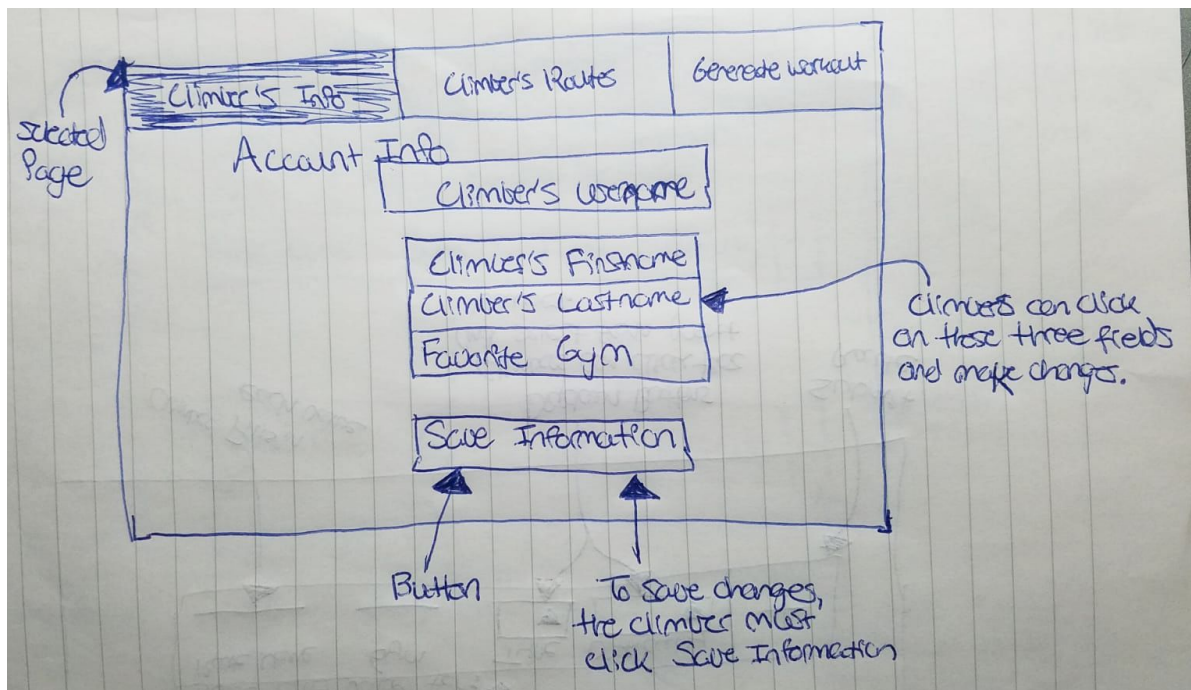 Climber's Info
Climber's Routes
Generate workout
selected
Page
Account Info
Climber's username
Climber's Firstname
Climber's Lastname
Favorite Gym
climbers can click
on these three fields
and make changes.
Save Information
Button
To save changes,
the climber must
click Save Information